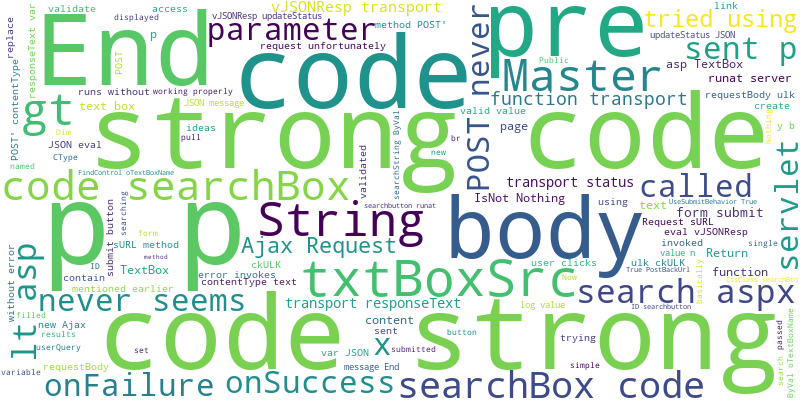 displayed
access
vJSONResp updateStatus
vJSONResp transport
link
validate
replace
responseText var
End
POST
p
parameter
method POST'
request unfortunately
code
never
pre
tried using
updateStatus JSON
sent p
Public
asp TextBox
runat server
Master
function transport
requestBody ulk
contentType
POST'
runs without
working properly
gt
text box
JSON message
Dim
ideas
pull
JSON eval
CType
named
FindControl oTextBoxName
strong
validated
searchString ByVal
br
new
valid value
POST
page
create
code
Nothing
y b
servlet
code searchBox
searching
submit button
form
p
p
String
searchbutton runat
transport status
IsNot Nothing
using
called
text
UseSubmitBehavior True
form submit
Request sURL
eval vJSONResp
invoked
single
value n
Return
body
Ajax Request
sURL method
method
ID
contain
TextBox
error invokes
ckULK
contentType text
user clicks
ulk ckULK
True PostBackUrl
function
basically
CssClass searchBtn
without error
lt asp
mentioned earlier
never seems
txtBoxSrc
Now
log value
ID searchbutton
search aspx
transport responseText
filled
new Ajax
results
userQuery
variable
requestBody
set
code strong
content
sent
x
submitted
var JSON
message End
button
trying
simple
search
passed
ByVal oTextBoxName
onFailure
onSuccess
searchBox code